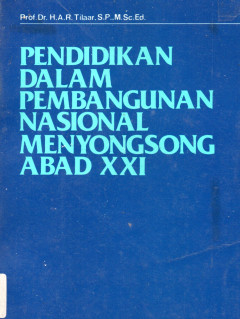 Prof. Dr. H.A.R. Tilaar, S.P., M.Sc.Ed.
PENDIDIKAN
DALAM
PEMBANGUNAN
NASIONAL
MENYONGSONG
ABAD XXI